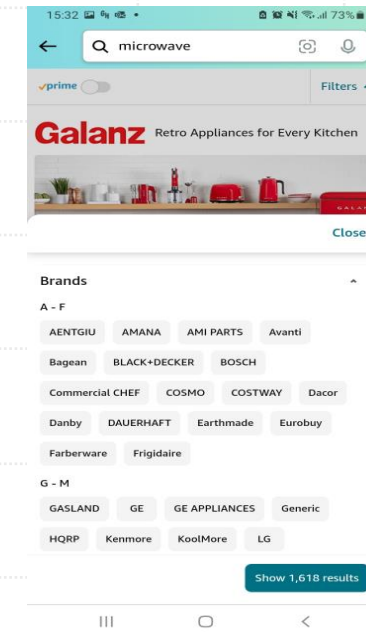 15:32 73%
microwave
prime Filters
Galanz Retro Appliances for Every Kitchen
GALANZ
Close
Brands
A - F
AENTGIU AMANA AMI PARTS Avanti
Bagean BLACK+DECKER BOSCH
Commercial CHEF COSMO COSTWAY Dacor
Danby DAUERHAFT Earthmade Eurobuy
Farberware Frigidaire
G - M
GASLAND GE GE APPLIANCES Generic
HQRP Kenmore KoolMore LG
Show 1,618 results